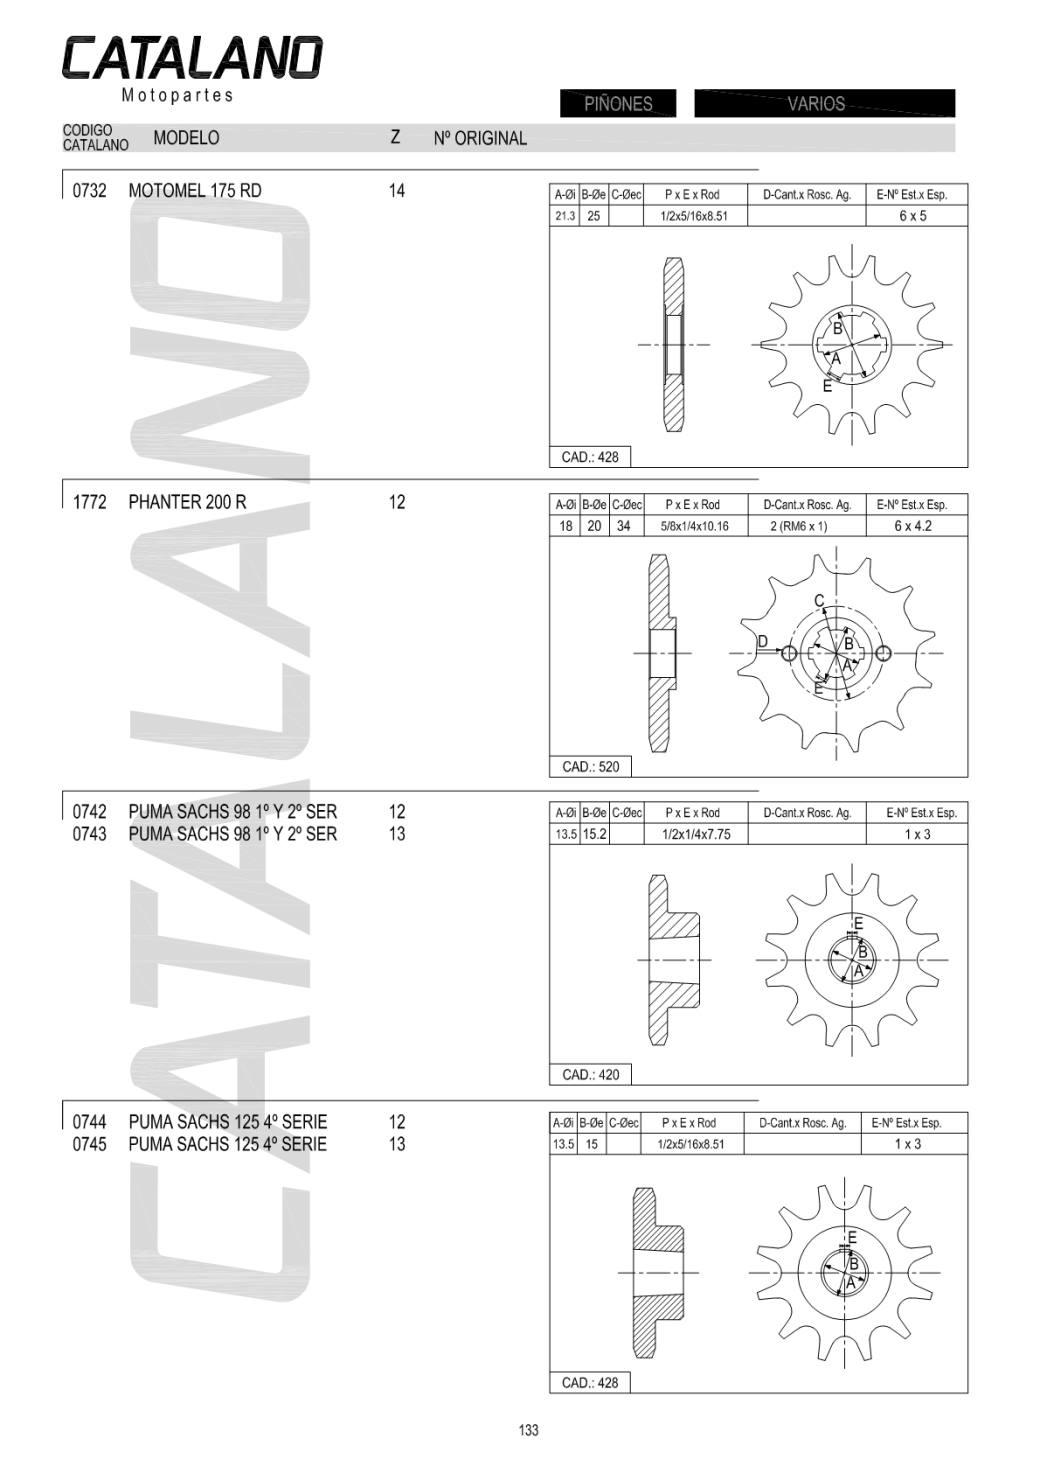 CATALANO
Motopartes
PIÑONES VARIOS
CODIGO CATALANO MODELO Z Nº ORIGINAL
0732 MOTOMEL 175 RD 14
A-Øi B-Øe C-Øec P x E x Rod D-Cant.x Rosc. Ag. E-Nº Est.x Esp.
21.3 25 1/2x5/16x8.51 6 x 5
B
A
E
CAD.: 428
1772 PHANTER 200 R 12
A-Øi B-Øe C-Øec P x E x Rod D-Cant.x Rosc. Ag. E-Nº Est.x Esp.
18 20 34 5/8x1/4x10.16 2 (RM6 x 1) 6 x 4.2
C
D
B
A
E
CAD.: 520
0742 PUMA SACHS 98 1º Y 2º SER 12
0743 PUMA SACHS 98 1º Y 2º SER 13
A-Øi B-Øe C-Øec P x E x Rod D-Cant.x Rosc. Ag. E-Nº Est.x Esp.
13.5 15.2 1/2x1/4x7.75 1 x 3
E
B
A
CAD.: 420
0744 PUMA SACHS 125 4º SERIE 12
0745 PUMA SACHS 125 4º SERIE 13
A-Øi B-Øe C-Øec P x E x Rod D-Cant.x Rosc. Ag. E-Nº Est.x Esp.
13.5 15 1/2x5/16x8.51 1 x 3
E
B
A
CAD.: 428
CATALANO
133